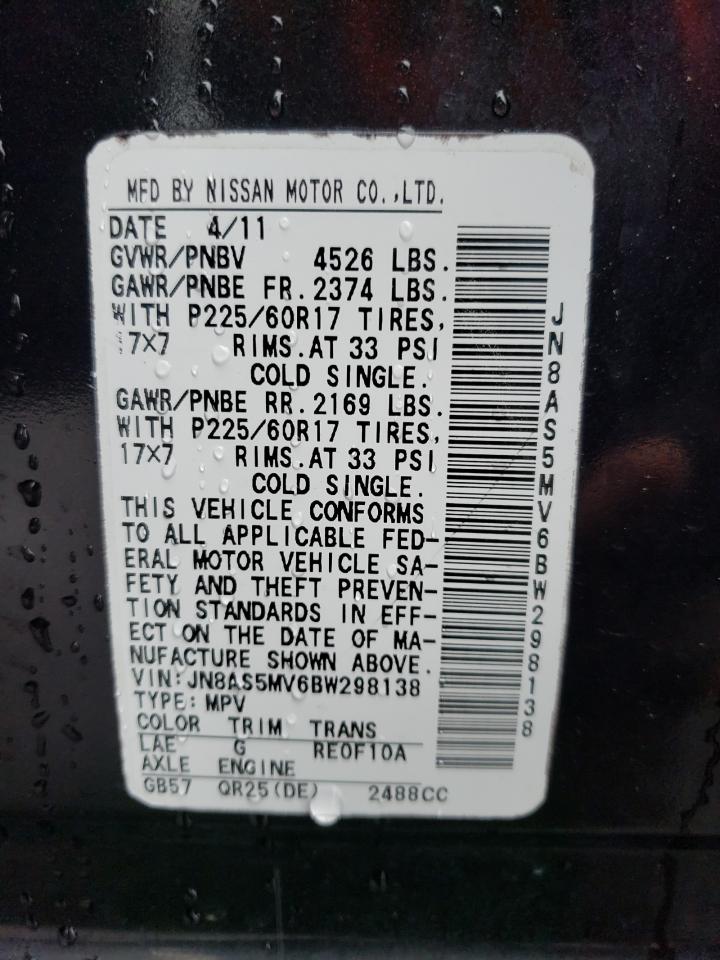 MFD BY NISSAN MOTOR CO.,LTD.
DATE 4/11
GVWR/PNBV 4526 LBS.
GAWR/PNBE FR.2374 LBS.
WITH P225/60R17 TIRES,
17X7 RIMS.AT 33 PSI
COLD SINGLE.
GAWR/PNBE RR.2169 LBS.
WITH P225/60R17 TIRES,
17X7 RIMS.AT 33 PSI
COLD SINGLE.
THIS VEHICLE CONFORMS
TO ALL APPLICABLE FED-
ERAL MOTOR VEHICLE SA-
FETY AND THEFT PREVEN-
TION STANDARDS IN EFF-
ECT ON THE DATE OF MA-
NUFACTURE SHOWN ABOVE.
VIN:JN8AS5MV6BW298138
TYPE:MPV
COLOR TRIM TRANS
LAE G RE0F10A
AXLE ENGINE
GB57 QR25(DE) 2488CC
JN8AS5MV6BW298138